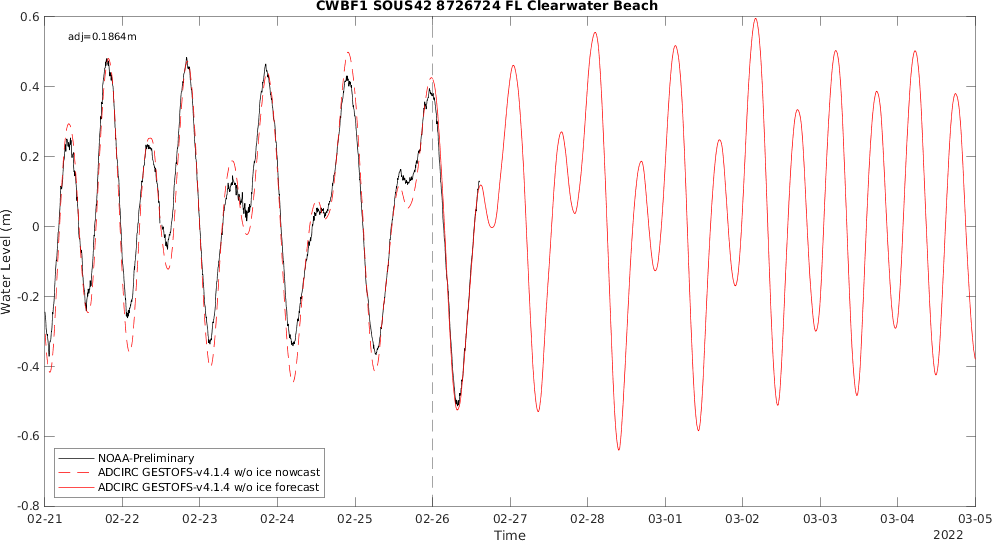 CWBF1 SOUS42 8726724 FL Clearwater Beach
adj=0.1864m
0.6
0.4
0.2
0
-0.2
-0.4
-0.6
-0.8
Water Level (m)
NOAA-Preliminary
ADCIRC GESTOFS-v4.1.4 w/o ice nowcast
ADCIRC GESTOFS-v4.1.4 w/o ice forecast
02-21 02-22 02-23 02-24 02-25 02-26 02-27 02-28 03-01 03-02 03-03 03-04 03-05
Time
2022